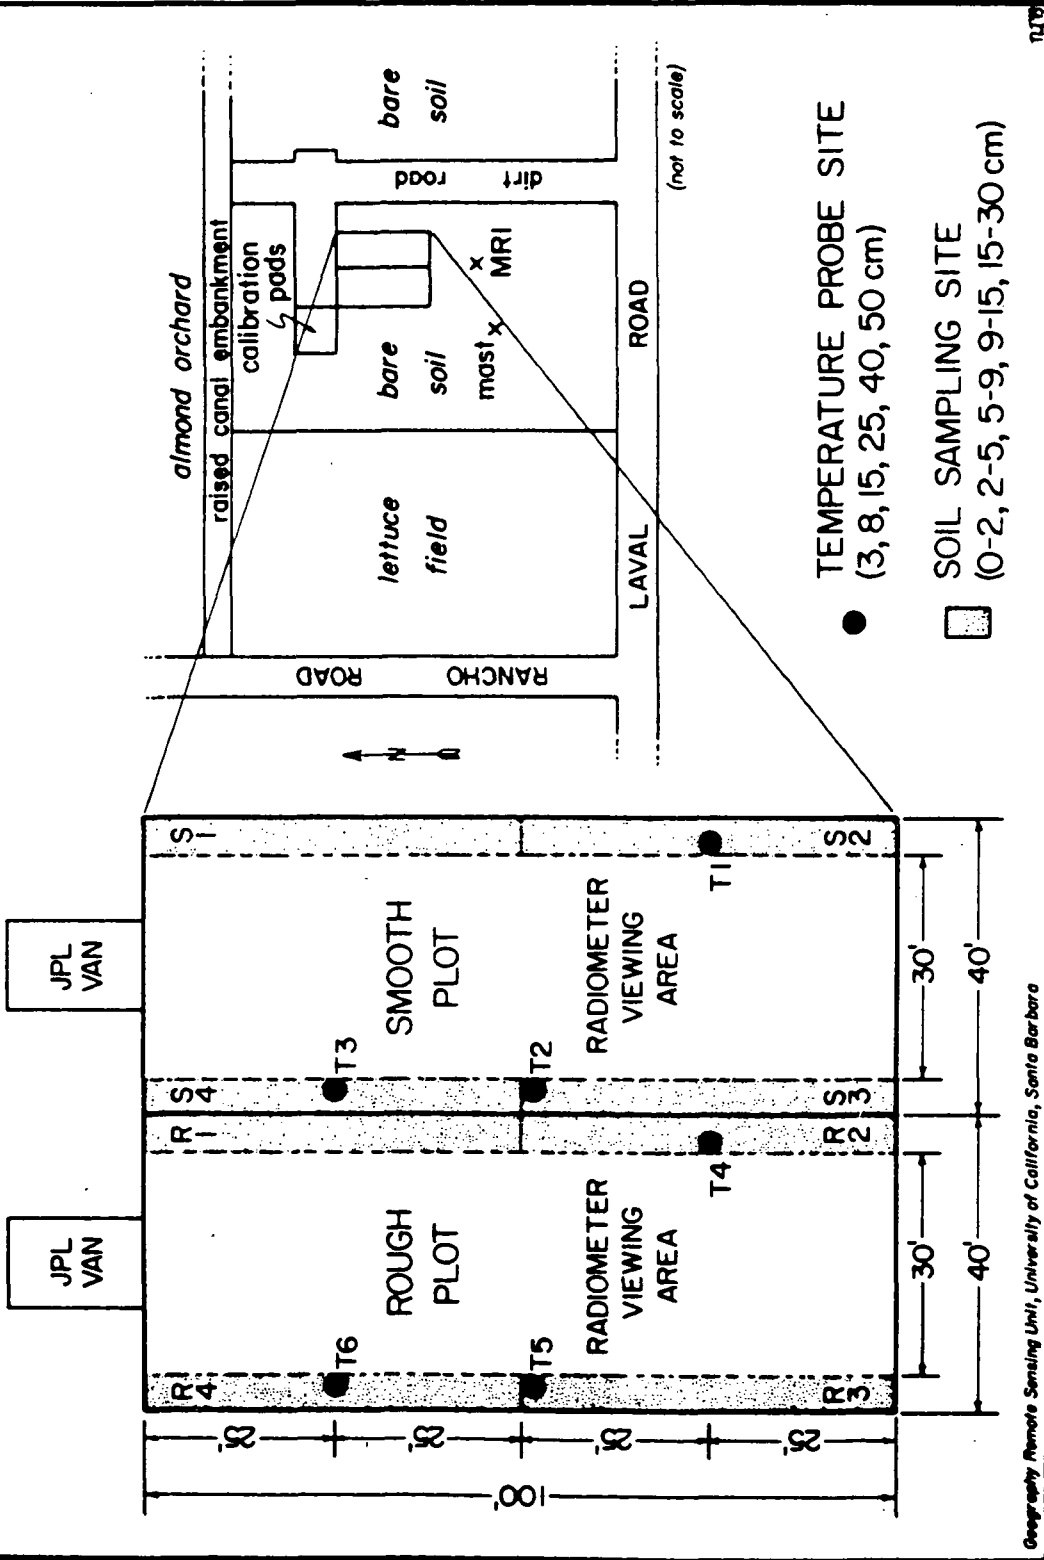 JPL
VAN
JPL
VAN
R
4
R
1
S
4
S
1
T6
T3
ROUGH
PLOT
SMOOTH
PLOT
T5
T2
RADIOMETER
VIEWING
AREA
RADIOMETER
VIEWING
AREA
T4
T1
R
3
R
2
S
3
S
2
25'
25'
25'
25'
100'
30'
30'
40'
40'
N
almond orchard
raised canal embankment
calibration
pads
lettuce
field
bare
soil
bare
soil
mast x
x
MRI
RANCHO ROAD
dirt road
LAVAL ROAD
(not to scale)
TEMPERATURE PROBE SITE
(3, 8, 15, 25, 40, 50 cm)
SOIL SAMPLING SITE
(0-2, 2-5, 5-9, 9-15, 15-30 cm)
Geography Remote Sensing Unit, University of California, Santa Barbara